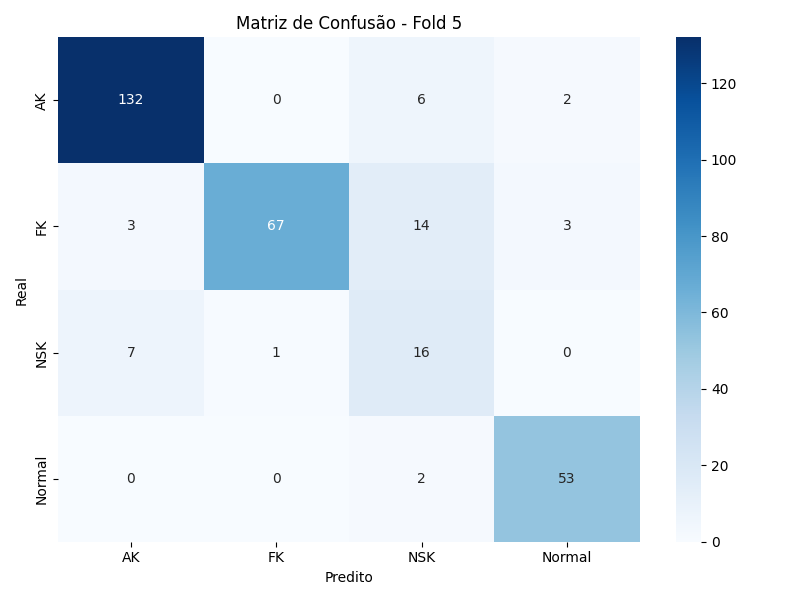 Matriz de Confusão - Fold 5
AK 132 0 6 2
FK 3 67 14 3
NSK 7 1 16 0
Normal 0 0 2 53
AK FK NSK Normal
Real
Predito
120
100
80
60
40
20
0